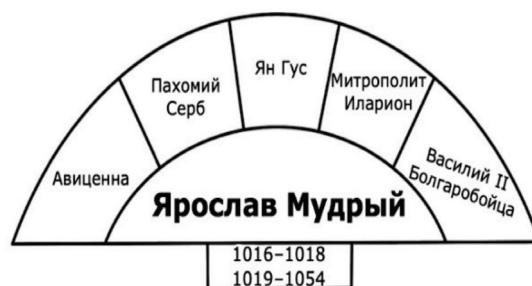 Авиценна
Пахомий
Серб
Ян Гус
Митрополит
Иларион
Василий II
Болгаробойца
Ярослав Мудрый
1016–1018
1019–1054